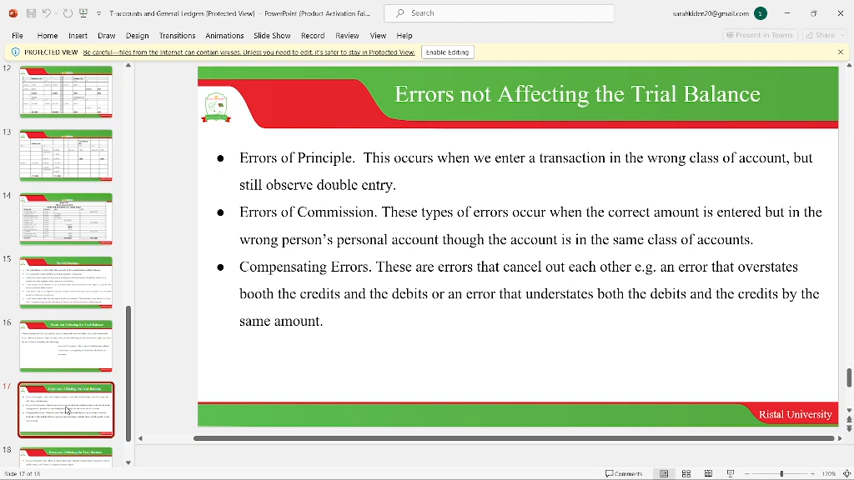 T-accounts and General Ledgers [Protected View] - PowerPoint (Product Activation Fai...
Search
sarahkiden20@gmail.com
S
File Home Insert Draw Design Transitions Animations Slide Show Record Review View Help
Present in Teams
Share
PROTECTED VIEW Be careful—files from the Internet can contain viruses. Unless you need to edit, it's safer to stay in Protected View.
Enable Editing
12
13
14
15
16
17
18
Errors not Affecting the Trial Balance
● Errors of Principle. This occurs when we enter a transaction in the wrong class of account, but
still observe double entry.
● Errors of Commission. These types of errors occur when the correct amount is entered but in the
wrong person's personal account though the account is in the same class of accounts.
● Compensating Errors. These are errors that cancel out each other e.g. an error that overstates
booth the credits and the debits or an error that understates both the debits and the credits by the
same amount.
Ristal University
Slide 17 of 18
Comments
120%